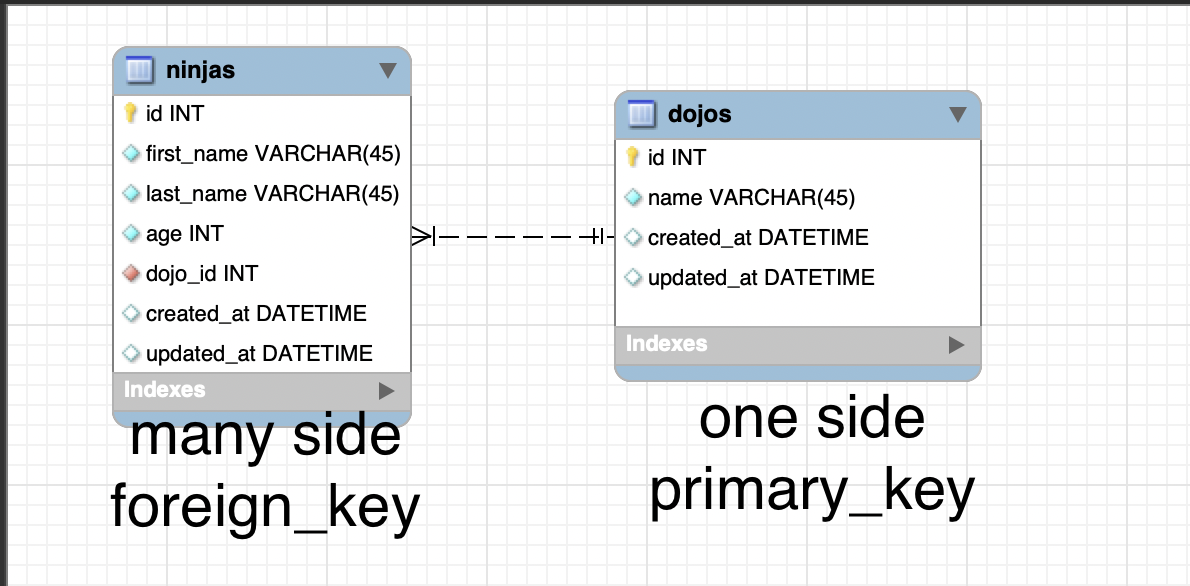 ninjas
id INT
first_name VARCHAR(45)
last_name VARCHAR(45)
age INT
dojo_id INT
created_at DATETIME
updated_at DATETIME
Indexes
many side
foreign_key
dojos
id INT
name VARCHAR(45)
created_at DATETIME
updated_at DATETIME
Indexes
one side
primary_key